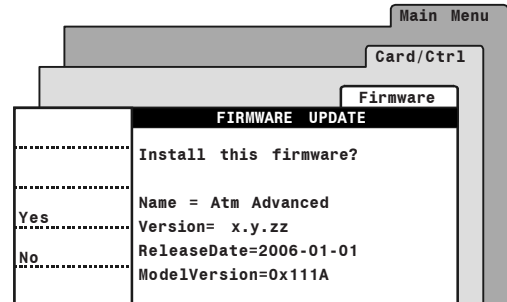 Main Menu
Card/Ctrl
Firmware
FIRMWARE UPDATE
Install this firmware?
Name = Atm Advanced
Yes
Version= x.y.zz
No
ReleaseDate=2006-01-01
ModelVersion=0x111A